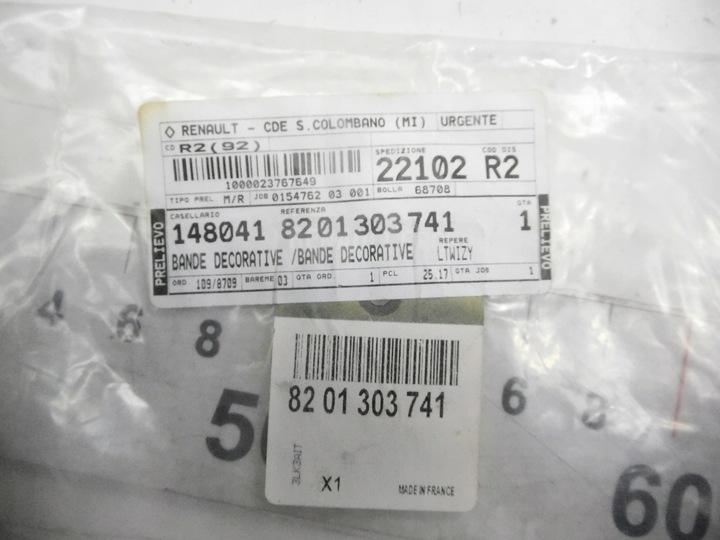 ◇ RENAULT - CDE S.COLOMBANO (MI) URGENTE
CD R2(92)
SPEDIZIONE COD DIS
22102 R2
1000023767649
TIPO PREL M/R JOB 0154762 03 001 BOLLA 68708
CASELLARIO REFERENZA QTA
148041 8201303741 1
PRELIEVO
PRELIEVO
BANDE DECORATIVE /BANDE DECORATIVE
REPERE
LTWIZY
ORD. 109/8709 BAREME 03 QTA ORD. 1 PCL 25.17 QTA JOB 1
4 6 8
6 8
50
60
82 01 303 741
3LK3AIT
X1
MADE IN FRANCE